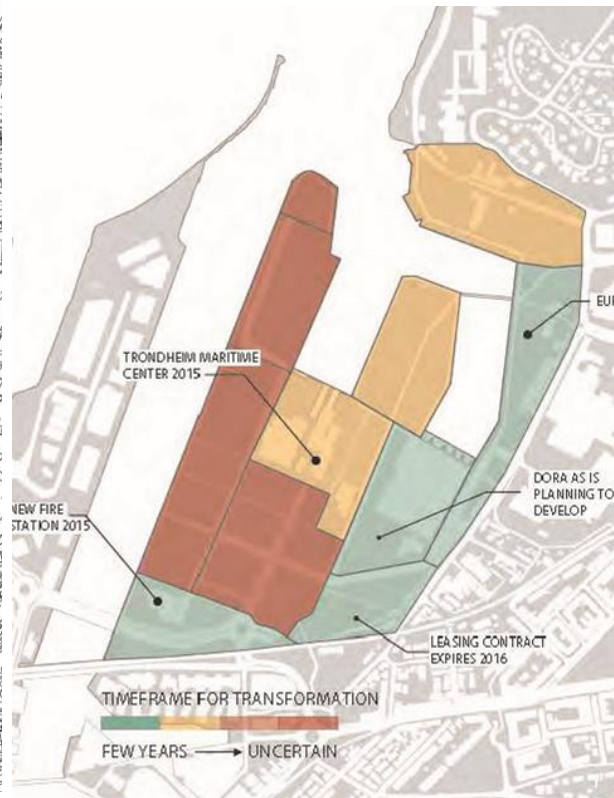 TRONDHEIM MARITIME
CENTER 2015
EU
DORA AS IS
PLANNING TO
DEVELOP
NEW FIRE
STATION 2015
LEASING CONTRACT
EXPIRES 2016
TIMEFRAME FOR TRANSFORMATION
FEW YEARS → UNCERTAIN